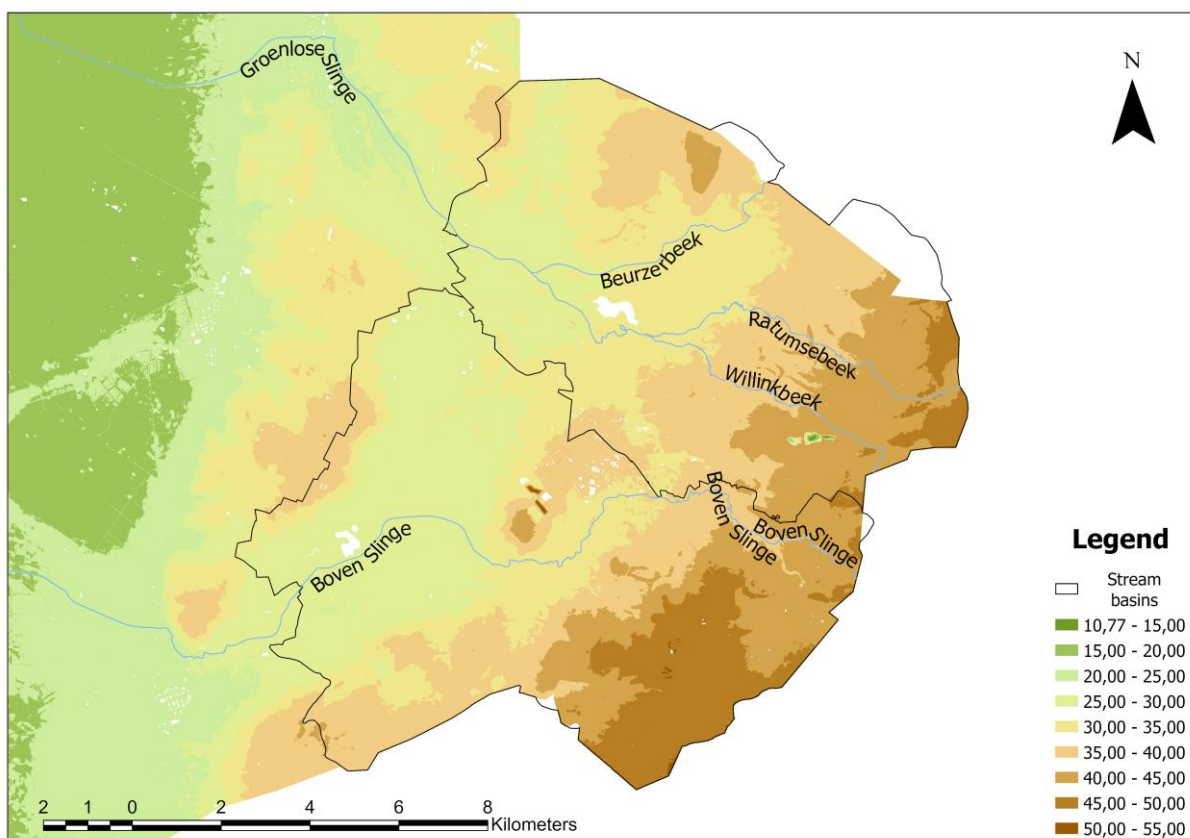 Groenlose
Slinge
N
Beurzerbeek
Ratumsebeek
Willinkbeek
Boven
Slinge
Boven Slinge
Boven Slinge
Legend
Stream
basins
10,77 - 15,00
15,00 - 20,00
20,00 - 25,00
25,00 - 30,00
30,00 - 35,00
35,00 - 40,00
40,00 - 45,00
45,00 - 50,00
50,00 - 55,00
2 1 0 2 4 6 8
Kilometers